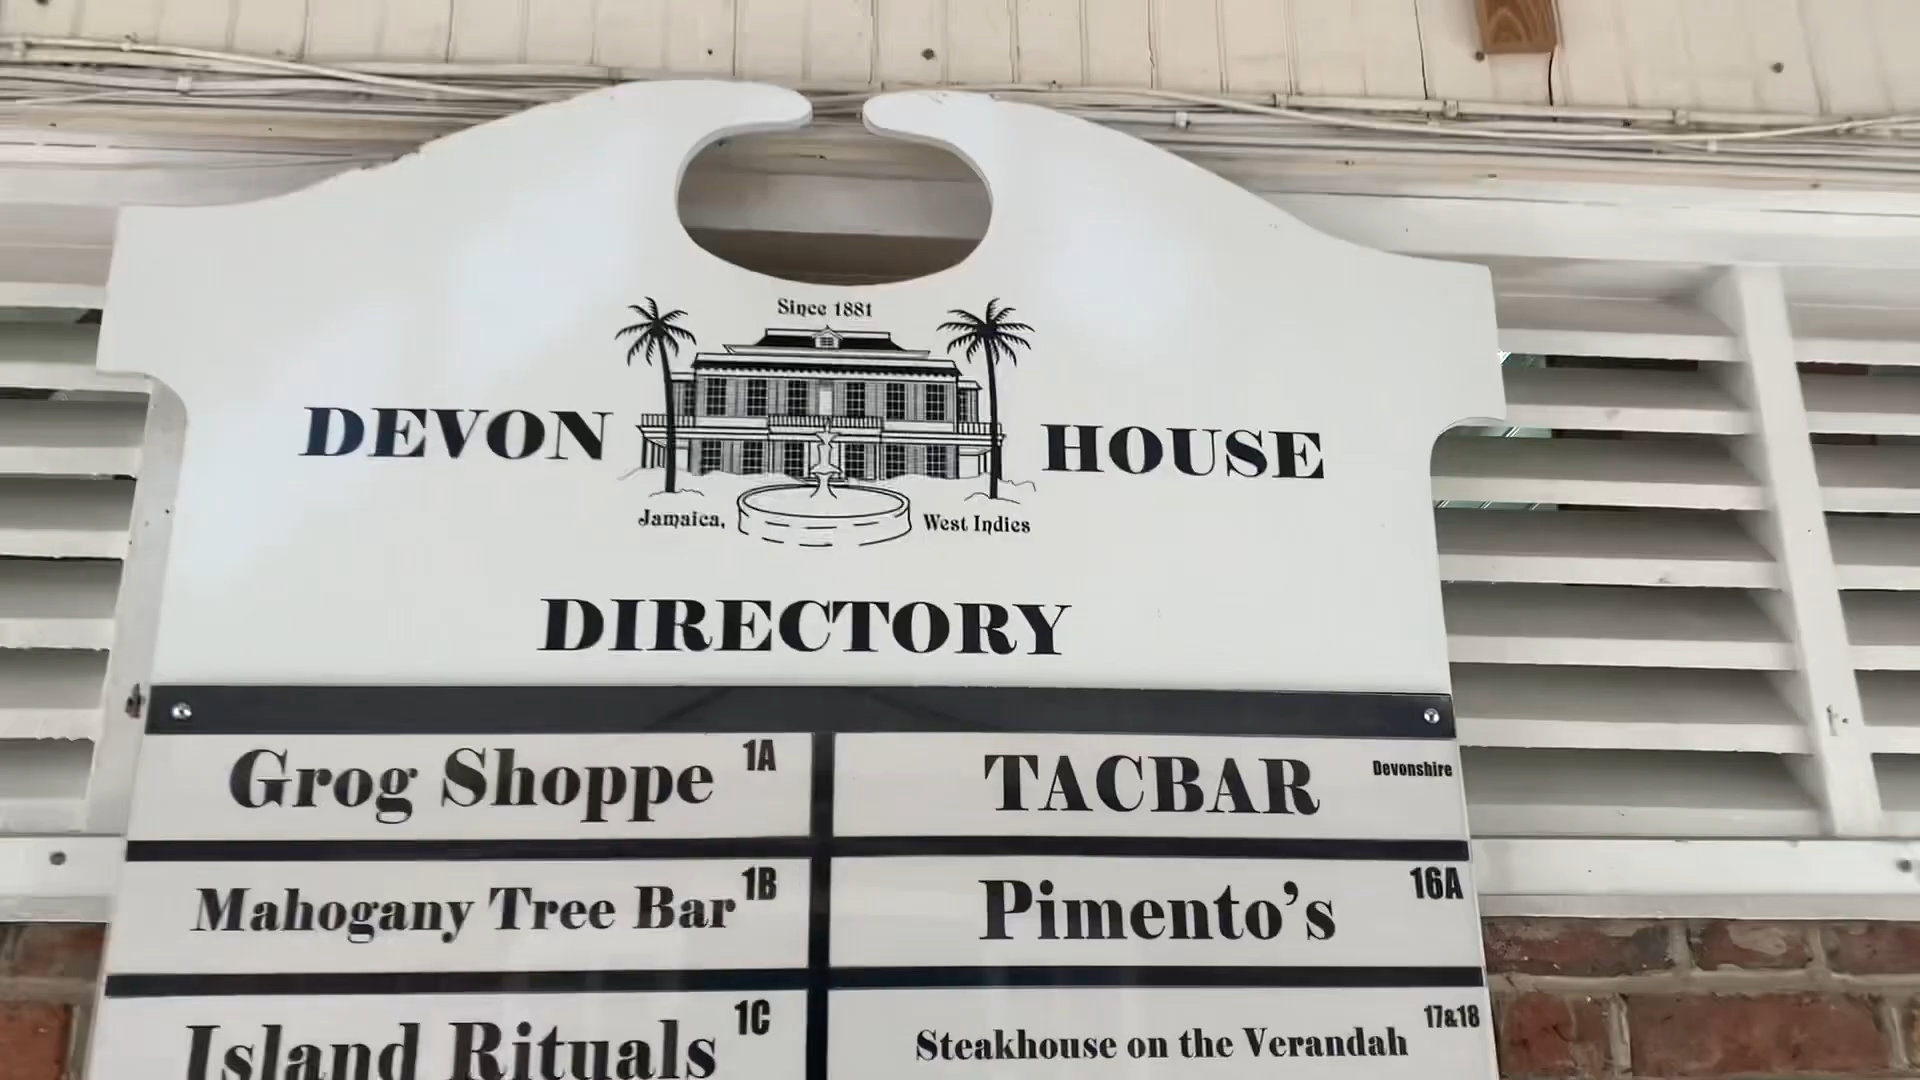 Since 1881
DEVON HOUSE
Jamaica, West Indies
DIRECTORY
Grog Shoppe 1A
TACBAR Devonshire
Mahogany Tree Bar 1B
Pimento's 16A
Island Rituals 1C
Steakhouse on the Verandah 17&18